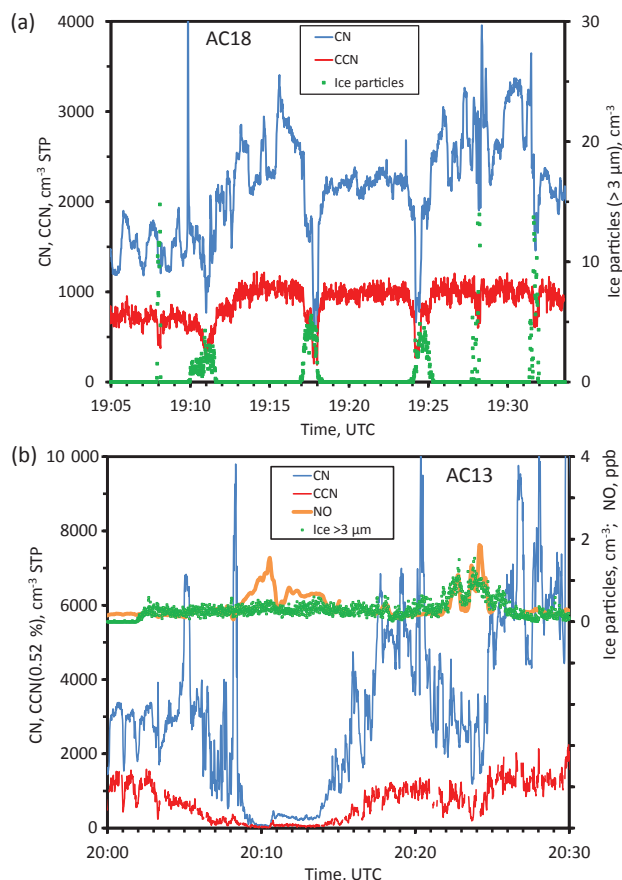 (a)
AC18
CN
CCN
Ice particles
CN, CCN, cm⁻³ STP
4000
3000
2000
1000
0
Ice particles (> 3 µm), cm⁻³
30
20
10
0
19:05 19:10 19:15 19:20 19:25 19:30
Time, UTC
(b)
AC13
CN
CCN
NO
Ice >3 µm
CN, CCN(0.52 %), cm⁻³ STP
10 000
8000
6000
4000
2000
0
Ice particles, cm⁻³; NO, ppb
4
2
0
20:00 20:10 20:20 20:30
Time, UTC